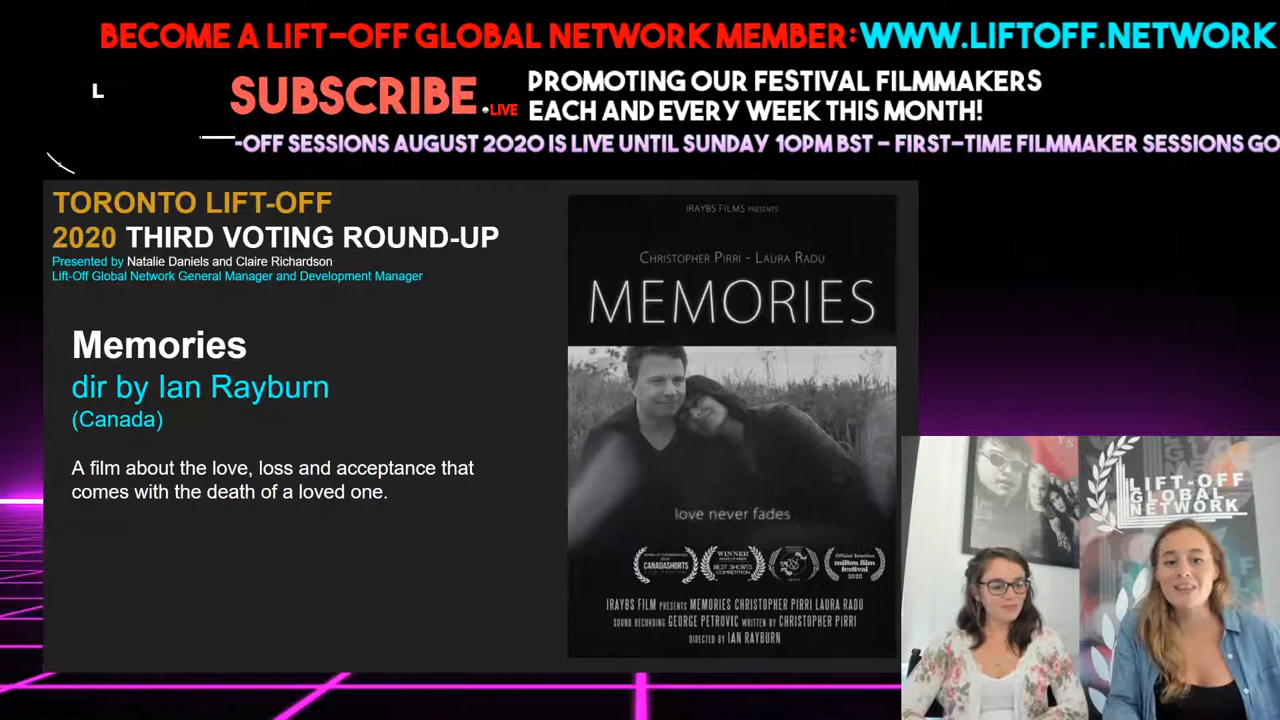 BECOME A LIFT-OFF GLOBAL NETWORK MEMBER: WWW.LIFTOFF.NETWORK
L
SUBSCRIBE.LIVE
PROMOTING OUR FESTIVAL FILMMAKERS
EACH AND EVERY WEEK THIS MONTH!
-OFF SESSIONS AUGUST 2020 IS LIVE UNTIL SUNDAY 10PM BST - FIRST-TIME FILMMAKER SESSIONS GO
TORONTO LIFT-OFF
2020 THIRD VOTING ROUND-UP
Presented by Natalie Daniels and Claire Richardson
Lift-Off Global Network General Manager and Development Manager
Memories
dir by Ian Rayburn
(Canada)
A film about the love, loss and acceptance that
comes with the death of a loved one.
IRAYBS FILMS PRESENTS
CHRISTOPHER PIRRI - LAURA RADU
MEMORIES
love never fades
CANADASHORTS
WINNER
BEST SHORTS
COMPETITION
Official Selection
milton film
festival
2020
IRAYBS FILM PRESENTS MEMORIES CHRISTOPHER PIRRI LAURA RADU
SOUND RECORDING GEORGE PETROVIC WRITTEN BY CHRISTOPHER PIRRI
DIRECTED BY IAN RAYBURN
LIFT-OFF
GLOBAL
NETWORK